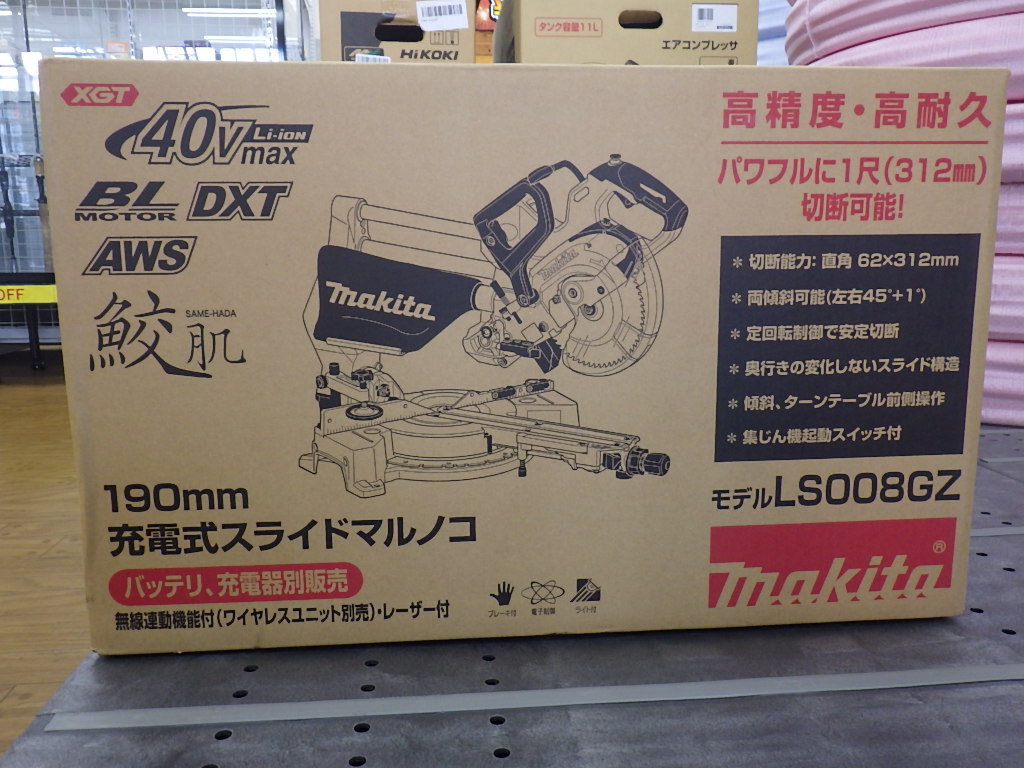 HiKOKI
タンク容量11L
エアコンプレッサ
OFF
XGT
40Vmax Li-ion
BL MOTOR DXT
AWS
鮫肌
SAME-HADA
makita
高精度・高耐久
パワフルに1尺(312㎜)
切断可能!
* 切断能力: 直角 62×312mm
* 両傾斜可能(左右45°+1°)
* 定回転制御で安定切断
* 奥行きの変化しないスライド構造
* 傾斜、ターンテーブル前側操作
* 集じん機起動スイッチ付
モデルLS008GZ
makita®
190mm
充電式スライドマルノコ
バッテリ、充電器別販売
無線連動機能付(ワイヤレスユニット別売)・レーザー付
ブレーキ付 電子制御 ライト付